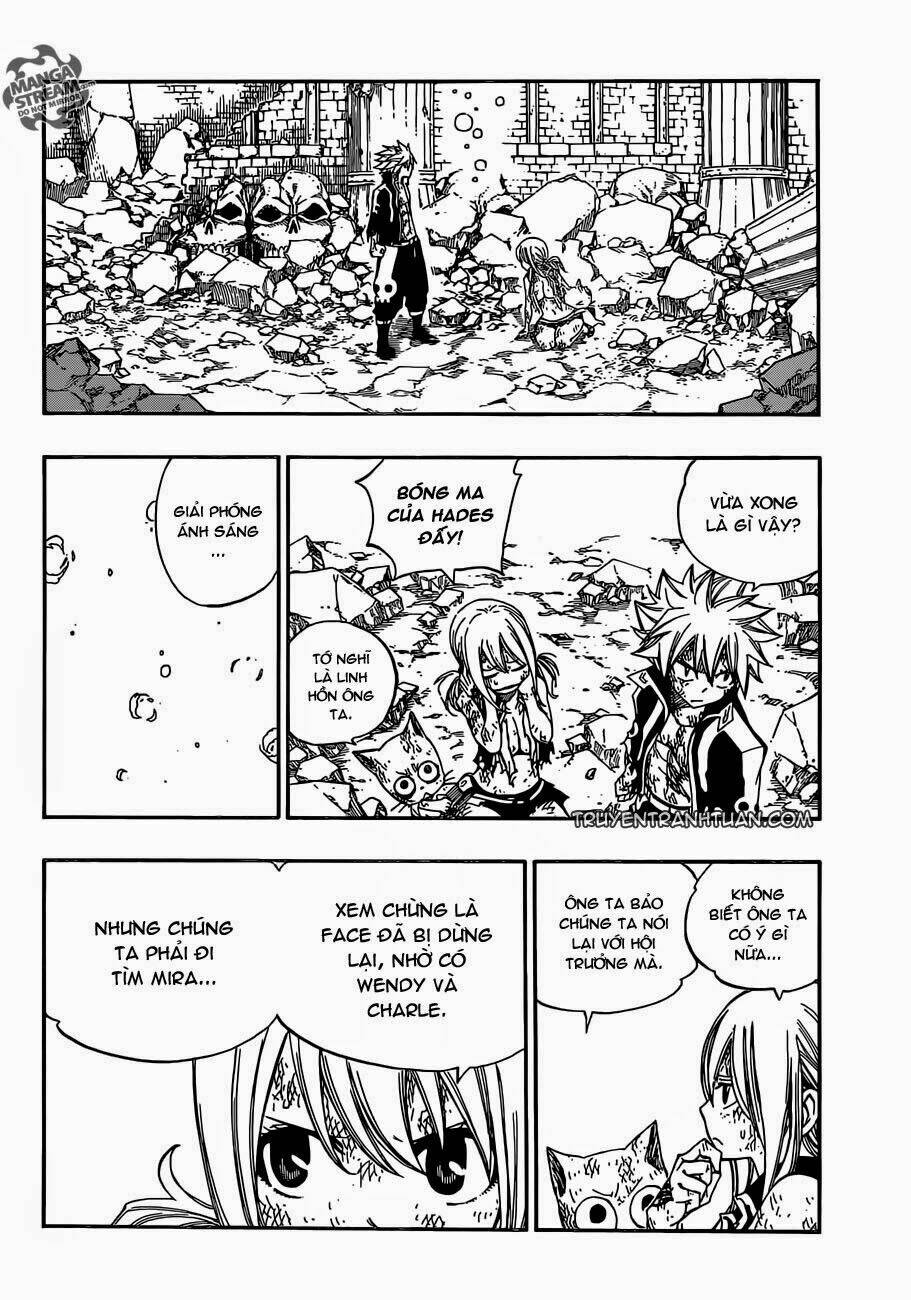 MANGA
STREAM.com
DO NOT MIRROR
VỪA XONG
LÀ GÌ VẬY?
BÓNG MA
CỦA HADES
ĐẤY!
TỚ NGHĨ
LÀ LINH
HỒN ÔNG
TA.
GIẢI PHÓNG
ÁNH SÁNG
...
TRUYENTRANHTUAN.COM
KHÔNG
BIẾT ÔNG TA
CÓ Ý GÌ
NỮA...
ÔNG TA BẢO
CHÚNG TA NÓI
LẠI VỚI HỘI
TRƯỞNG MÀ.
XEM CHỪNG LÀ
FACE ĐÃ BỊ DỪNG
LẠI, NHỜ CÓ
WENDY VÀ
CHARLE.
NHƯNG CHÚNG
TA PHẢI ĐI
TÌM MIRA...